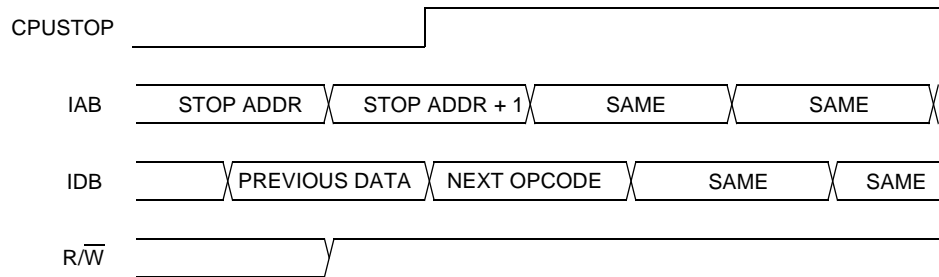 CPUSTOP
IAB STOP ADDR STOP ADDR + 1 SAME SAME
IDB PREVIOUS DATA NEXT OPCODE SAME SAME
R/W̅